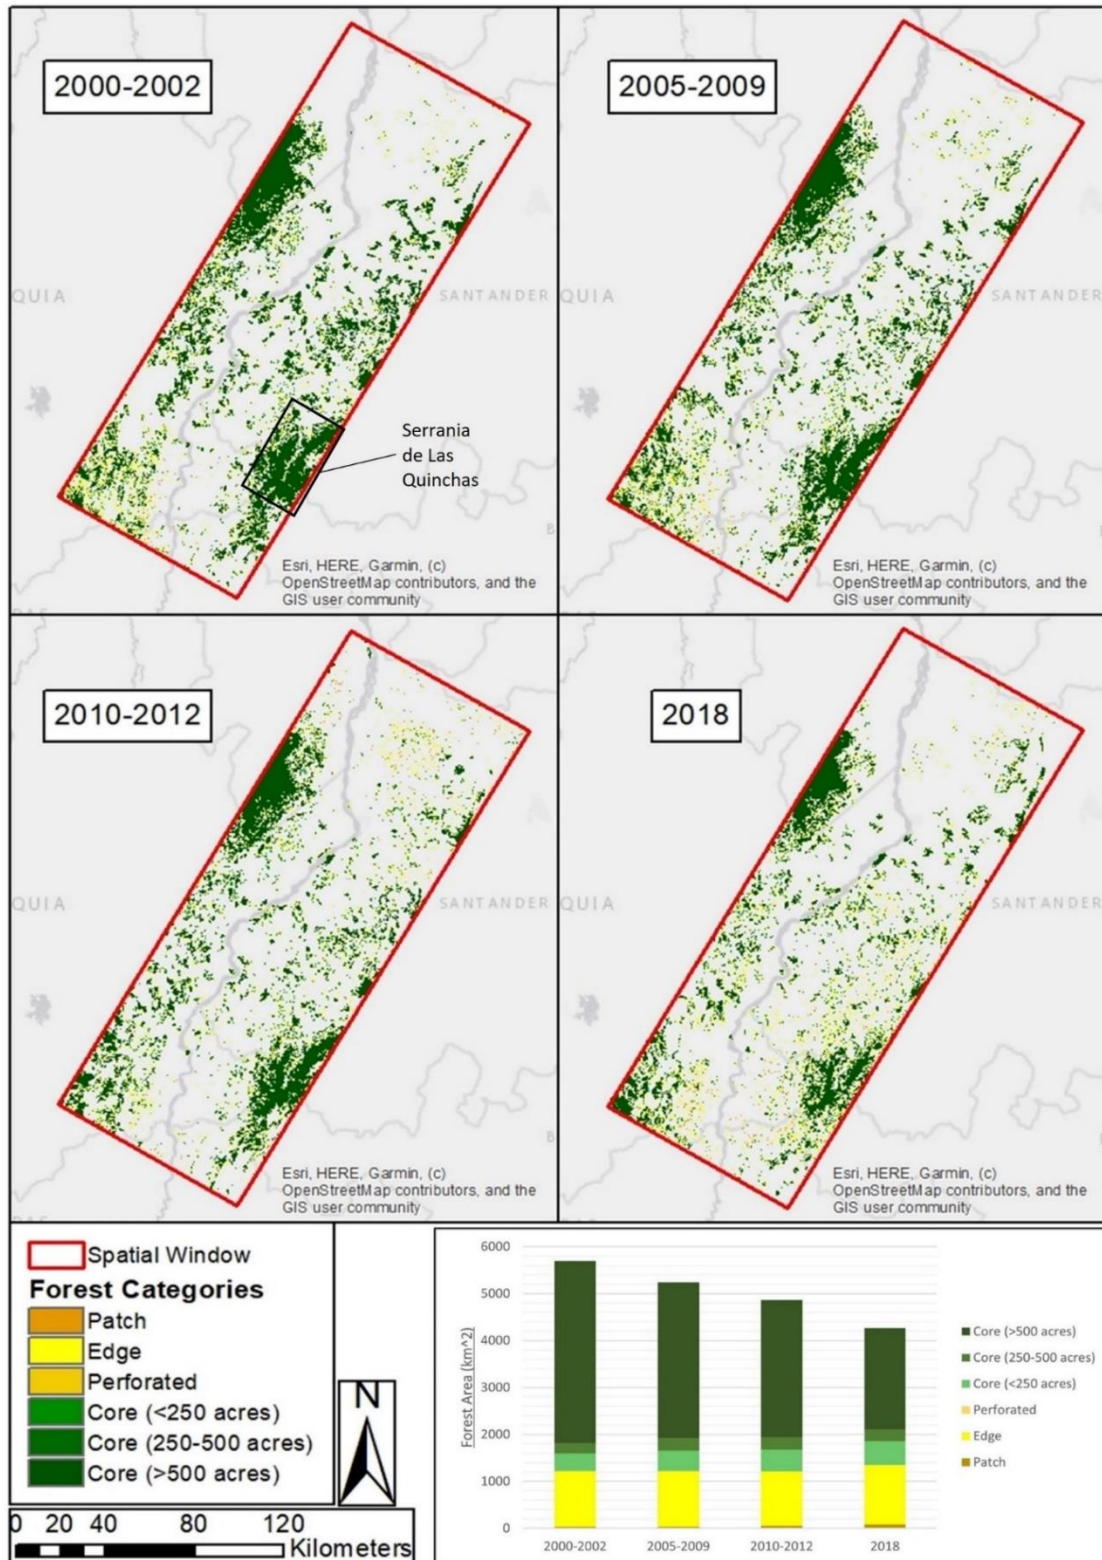 2000-2002
QUIA
SANTANDER
Serrania
de Las
Quinchas
Esri, HERE, Garmin, (c)
OpenStreetMap contributors, and the
GIS user community
2005-2009
QUIA
SANTANDER
Esri, HERE, Garmin, (c)
OpenStreetMap contributors, and the
GIS user community
2010-2012
QUIA
SANTANDER
Esri, HERE, Garmin, (c)
OpenStreetMap contributors, and the
GIS user community
2018
QUIA
SANTANDER
Esri, HERE, Garmin, (c)
OpenStreetMap contributors, and the
GIS user community
Spatial Window
Forest Categories
Patch
Edge
Perforated
Core (<250 acres)
Core (250-500 acres)
Core (>500 acres)
N
0 20 40 80 120
Kilometers
Forest Area (km^2)
6000
5000
4000
3000
2000
1000
0
2000-2002 2005-2009 2010-2012 2018
Core (>500 acres)
Core (250-500 acres)
Core (<250 acres)
Perforated
Edge
Patch